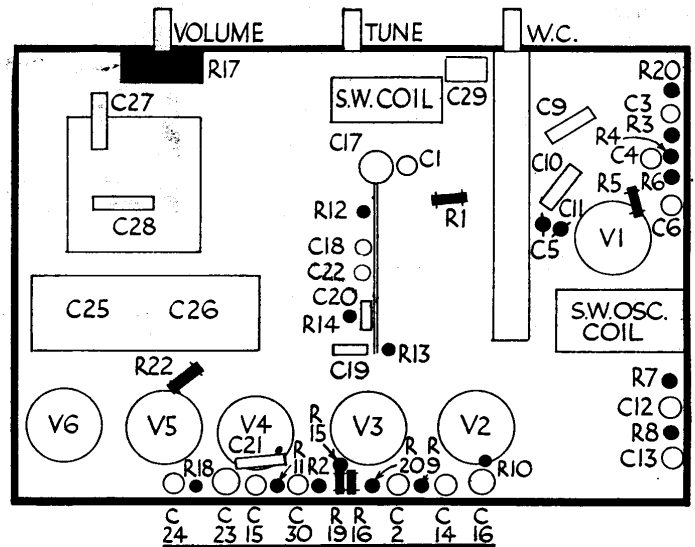 VOLUME TUNE W.C.
R17
R20
S.W. COIL
C29
C27
C9
C3
R3
R4
C17
C1
C10
C4
R5
R6
C28
R12
R1
C11
C6
C5
V1
C18
C22
C20
R14
C25 C26
S.W. OSC.
COIL
R13
C19
R22
R7
C12
R8
C13
V6 V5 V4 V3 V2
R
15
C21
R
11
R
20
R
9
R18
R2
R10
C
24
C
23
C
15
C
30
R
19
R
16
C
2
C
14
C
16